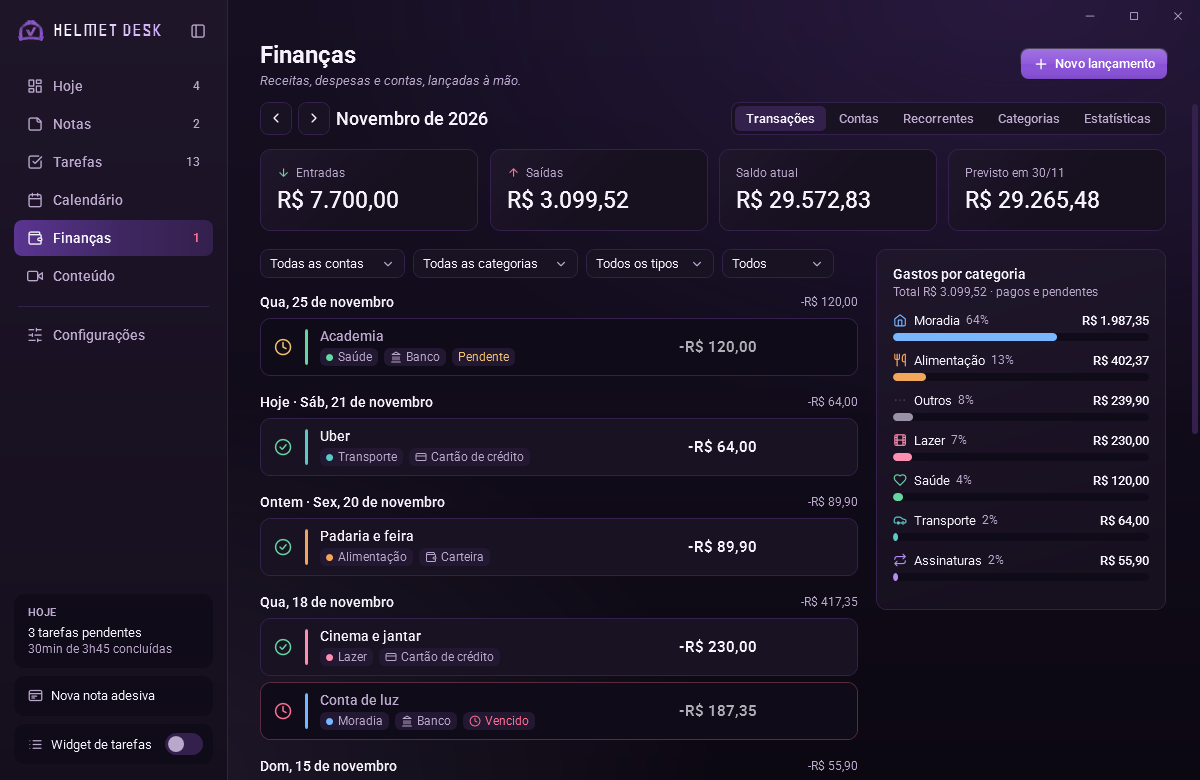 HELMET DESK
Hoje 4
Notas 2
Tarefas 13
Calendário
Finanças 1
Conteúdo
Configurações
HOJE
3 tarefas pendentes
30min de 3h45 concluídas
Nova nota adesiva
Widget de tarefas
Finanças
Receitas, despesas e contas, lançadas à mão.
Novo lançamento
Novembro de 2026
Transações Contas Recorrentes Categorias Estatísticas
Entradas
R$ 7.700,00
Saídas
R$ 3.099,52
Saldo atual
R$ 29.572,83
Previsto em 30/11
R$ 29.265,48
Todas as contas Todas as categorias Todos os tipos Todos
Qua, 25 de novembro -R$ 120,00
Academia
Saúde Banco Pendente
-R$ 120,00
Hoje · Sáb, 21 de novembro -R$ 64,00
Uber
Transporte Cartão de crédito
-R$ 64,00
Ontem · Sex, 20 de novembro -R$ 89,90
Padaria e feira
Alimentação Carteira
-R$ 89,90
Qua, 18 de novembro -R$ 417,35
Cinema e jantar
Lazer Cartão de crédito
-R$ 230,00
Conta de luz
Moradia Banco Vencido
-R$ 187,35
Dom, 15 de novembro -R$ 55,90
Gastos por categoria
Total R$ 3.099,52 · pagos e pendentes
Moradia 64% R$ 1.987,35
Alimentação 13% R$ 402,37
Outros 8% R$ 239,90
Lazer 7% R$ 230,00
Saúde 4% R$ 120,00
Transporte 2% R$ 64,00
Assinaturas 2% R$ 55,90